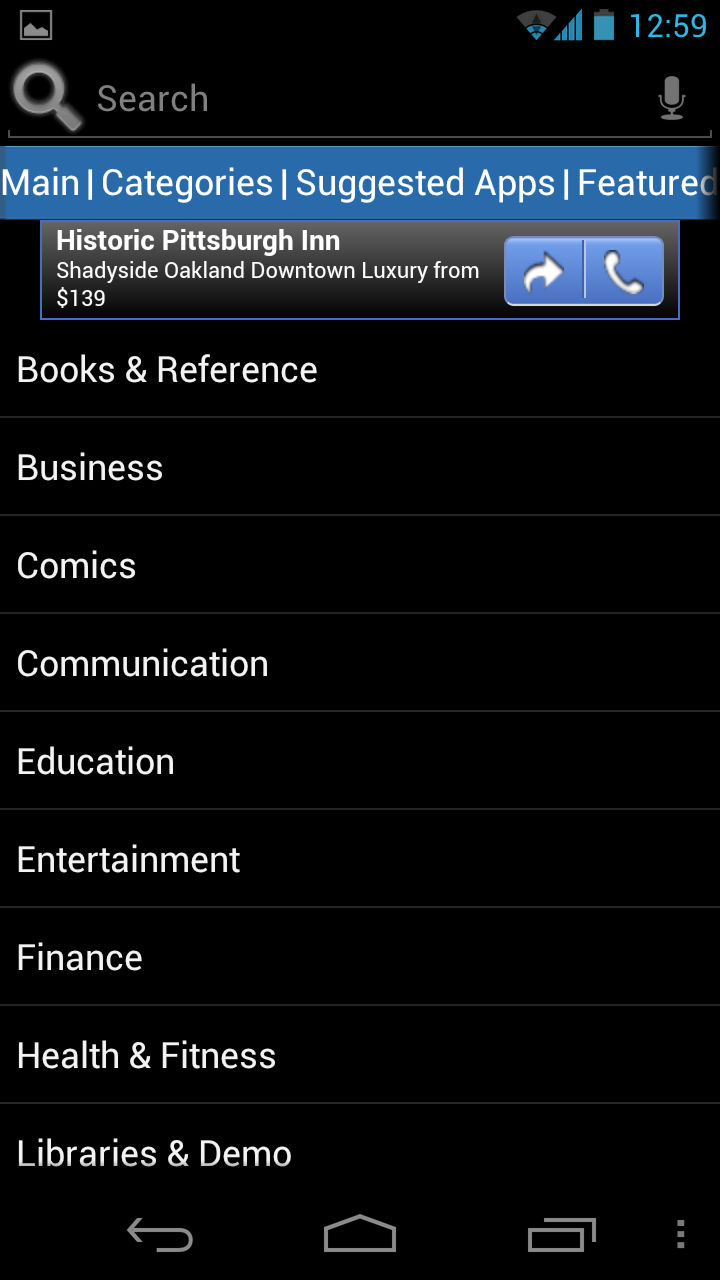 12:59
Search
Main | Categories | Suggested Apps | Featured
Historic Pittsburgh Inn
Shadyside Oakland Downtown Luxury from
$139
Books & Reference
Business
Comics
Communication
Education
Entertainment
Finance
Health & Fitness
Libraries & Demo